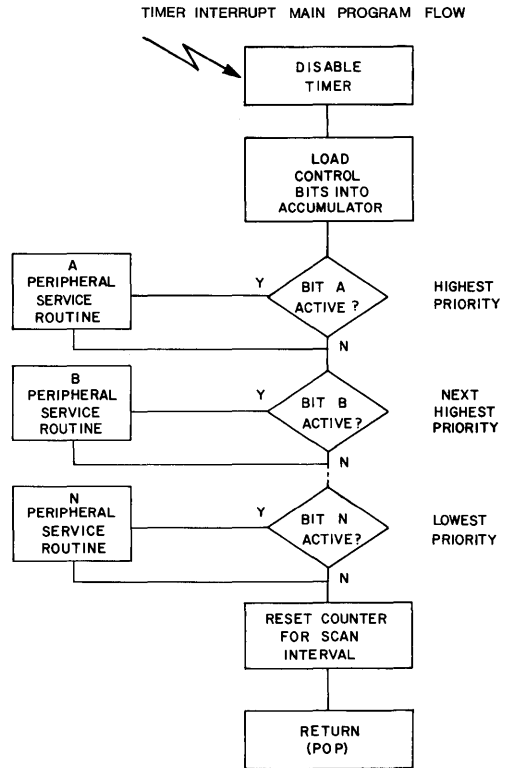 TIMER INTERRUPT MAIN PROGRAM FLOW
DISABLE
TIMER
LOAD
CONTROL
BITS INTO
ACCUMULATOR
A
PERIPHERAL
SERVICE
ROUTINE
Y
BIT A
ACTIVE?
HIGHEST
PRIORITY
N
B
PERIPHERAL
SERVICE
ROUTINE
Y
BIT B
ACTIVE?
NEXT
HIGHEST
PRIORITY
N
N
PERIPHERAL
SERVICE
ROUTINE
Y
BIT N
ACTIVE?
LOWEST
PRIORITY
N
RESET COUNTER
FOR SCAN
INTERVAL
RETURN
(POP)